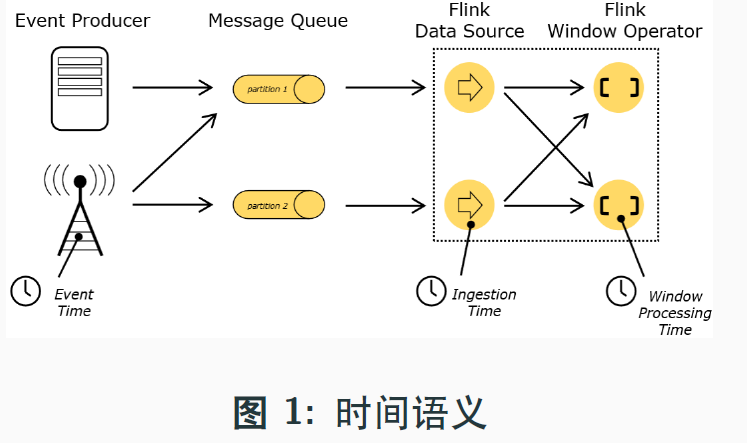 Event Producer
Message Queue
Flink
Data Source
Flink
Window Operator
partition 1
partition 2
Event
Time
Ingestion
Time
Window
Processing
Time
图 1: 时间语义